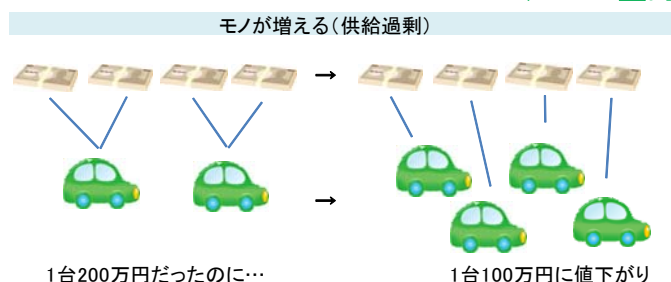 モノが増える(供給過剰)
→
→
1台200万円だったのに…
1台100万円に値下がり